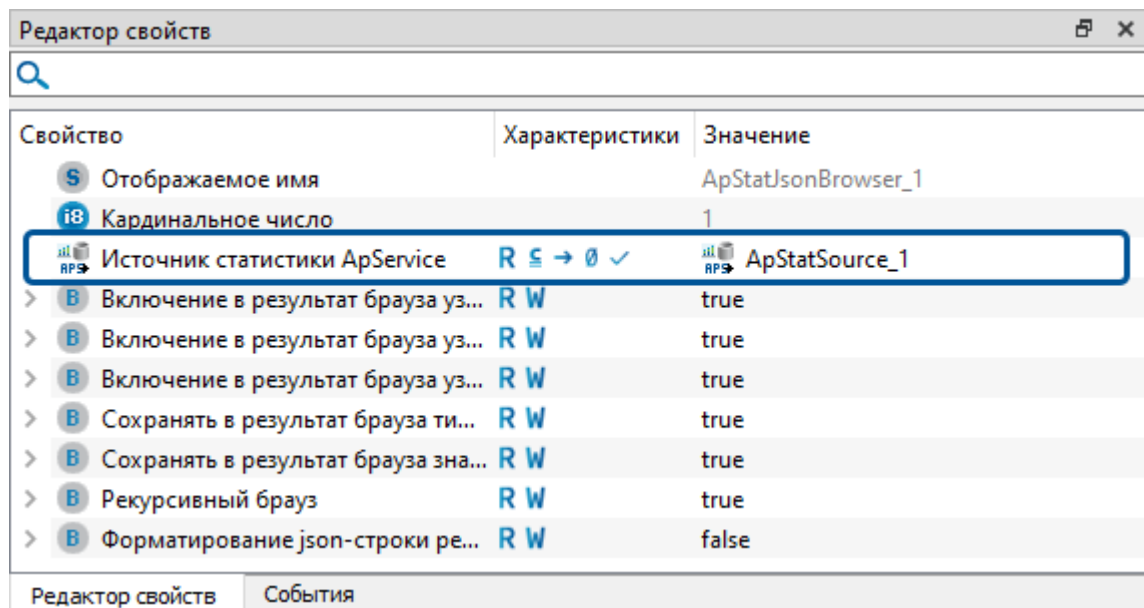 Редактор свойств
Свойство Характеристики Значение
S Отображаемое имя ApStatJsonBrowser_1
i8 Кардинальное число 1
APS Источник статистики ApService R ⊆ → ∅ ✓ APS ApStatSource_1
B Включение в результат брауза уз... R W true
B Включение в результат брауза уз... R W true
B Включение в результат брауза уз... R W true
B Сохранять в результат брауза ти... R W true
B Сохранять в результат брауза зна... R W true
B Рекурсивный брауз R W true
B Форматирование json-строки ре... R W false
Редактор свойств События